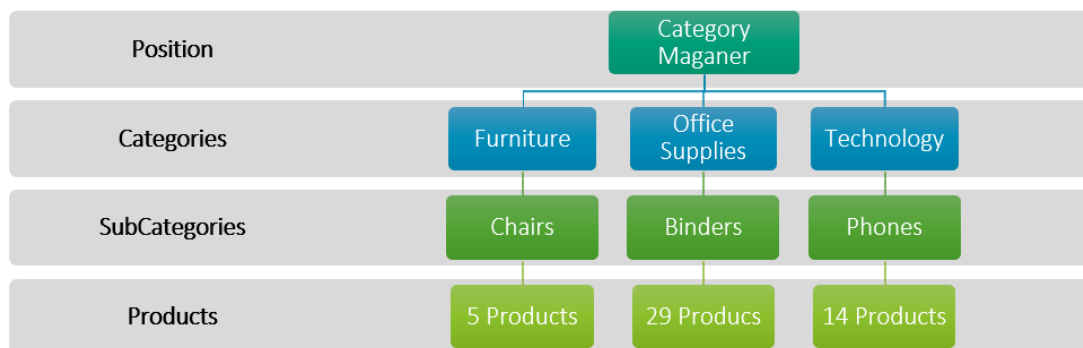 Position
Category
Maganer
Categories
Furniture
Office
Supplies
Technology
SubCategories
Chairs
Binders
Phones
Products
5 Products
29 Producs
14 Products